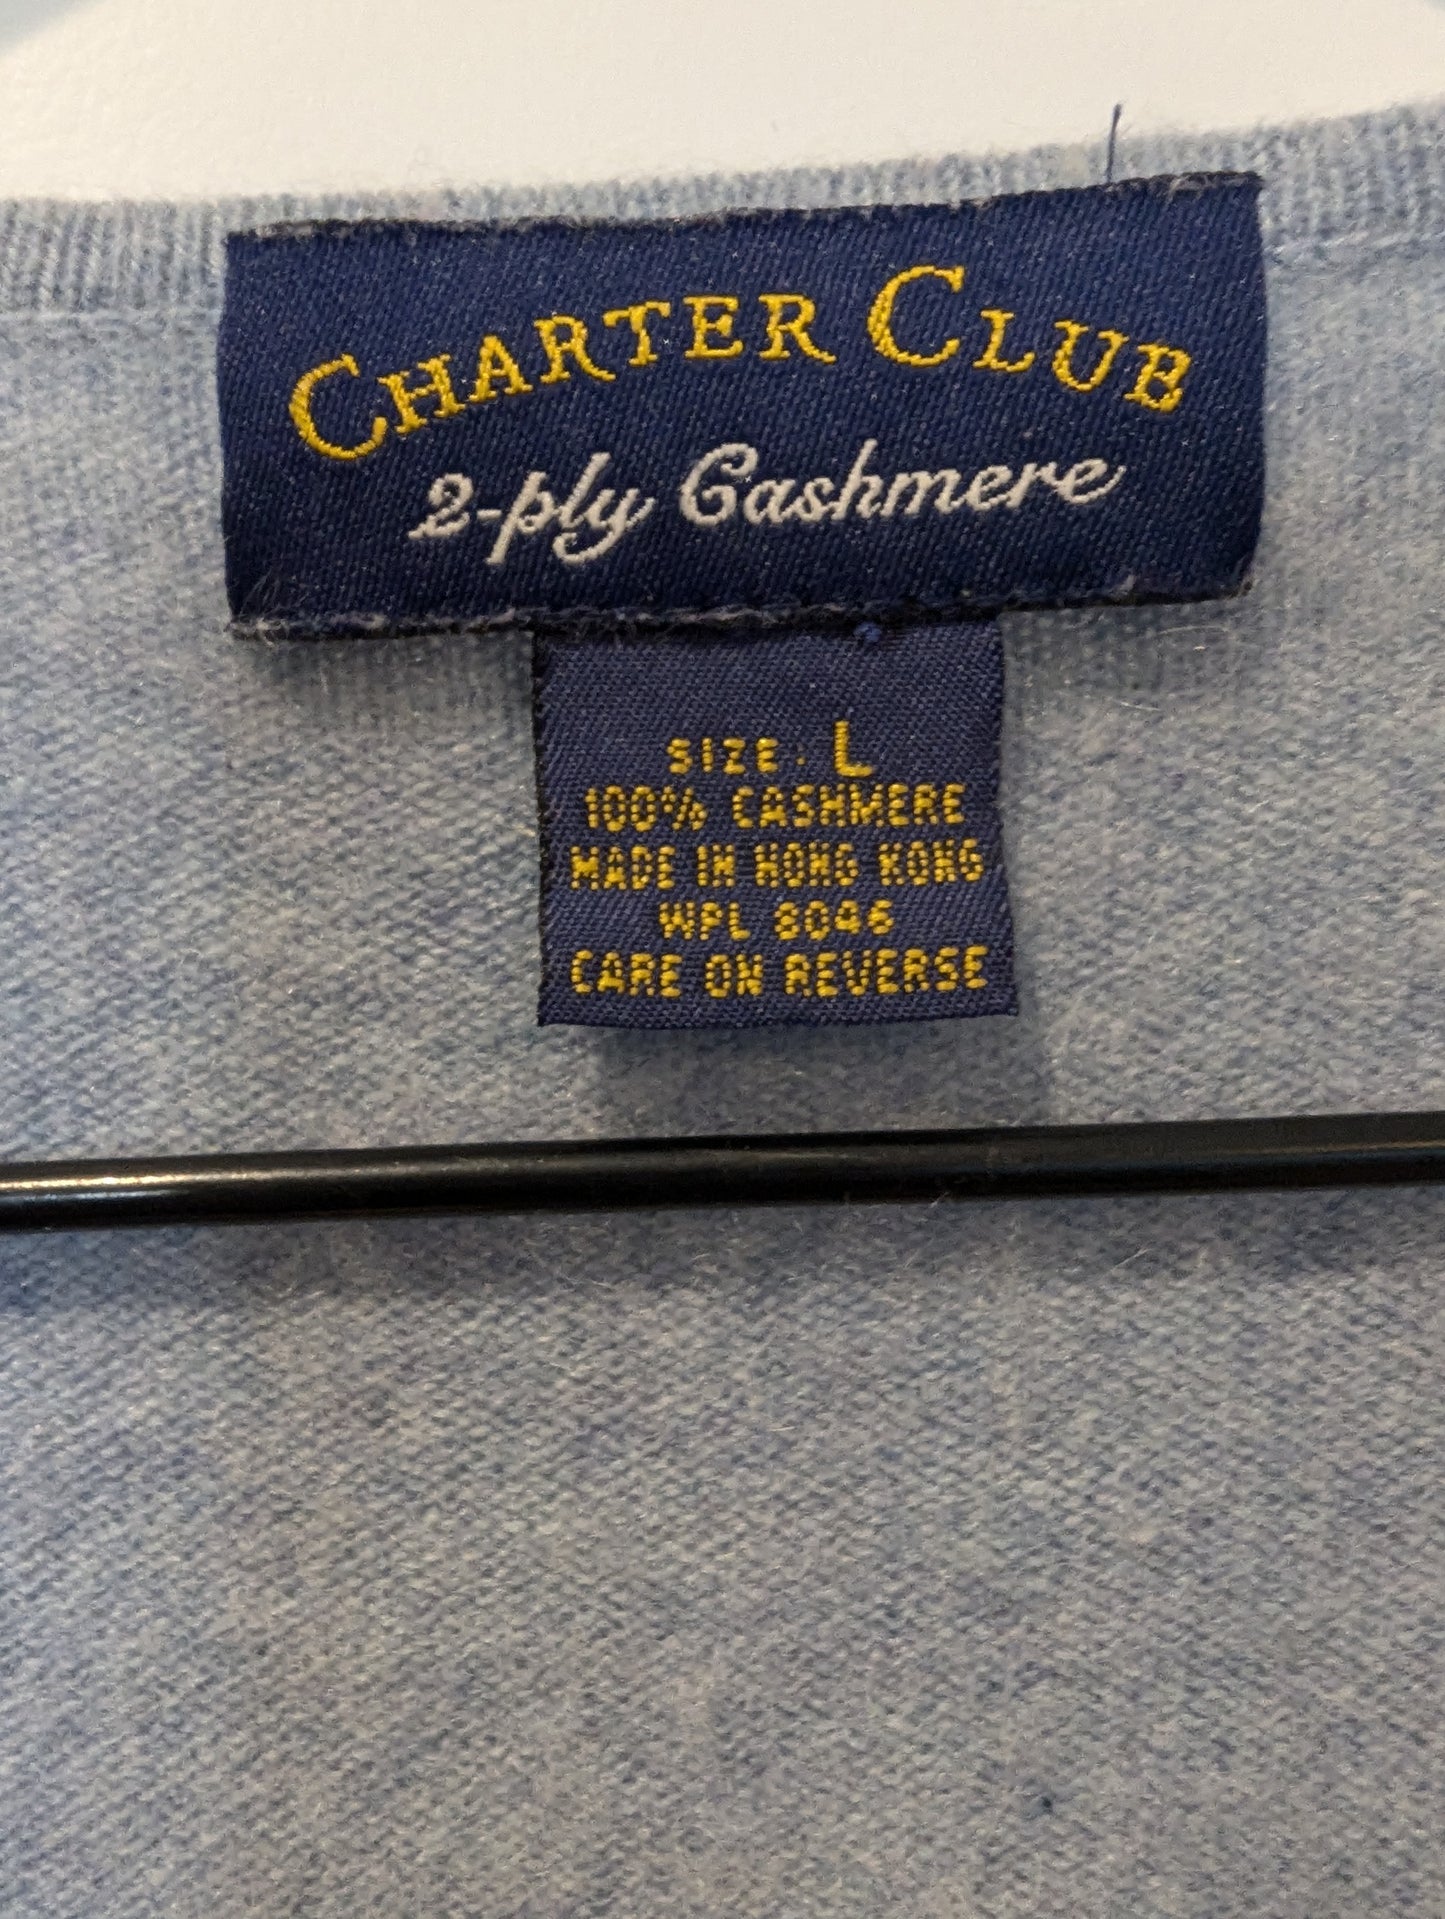 CHARTER CLUB
2-ply Cashmere
SIZE . L
100% CASHMERE
MADE IN HONG KONG
WPL 8046
CARE ON REVERSE